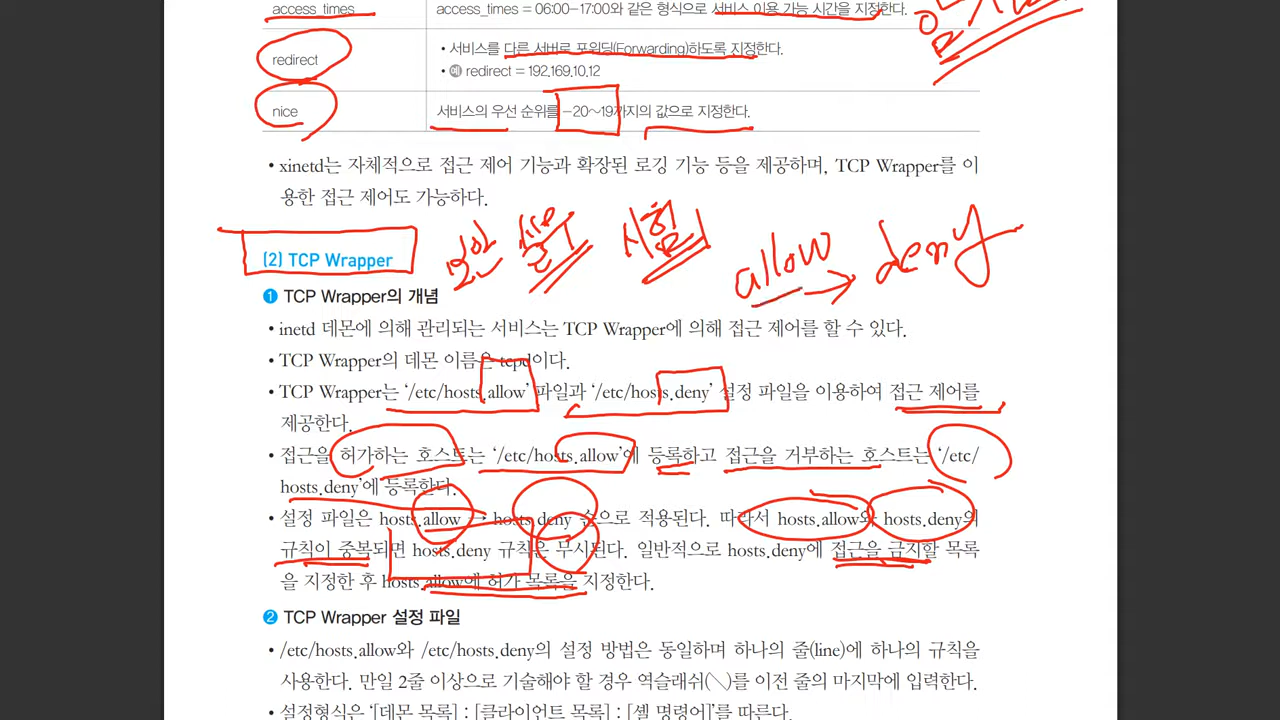 access_times access_times = 06:00-17:00와 같은 형식으로 서비스 이용 가능 시간을 지정한다.
redirect
• 서비스를 다른 서버로 포워딩(Forwarding)하도록 지정한다.
• 예 redirect = 192.169.10.12
nice 서비스의 우선 순위를 -20~19까지의 값으로 지정한다.
• xinetd는 자체적으로 접근 제어 기능과 확장된 로깅 기능 등을 제공하며, TCP Wrapper를 이
용한 접근 제어도 가능하다.
보안 실무 시험
allow → deny
(2) TCP Wrapper
❶ TCP Wrapper의 개념
• inetd 데몬에 의해 관리되는 서비스는 TCP Wrapper에 의해 접근 제어를 할 수 있다.
• TCP Wrapper의 데몬 이름은 tcpd이다.
• TCP Wrapper는 '/etc/hosts.allow' 파일과 '/etc/hosts.deny' 설정 파일을 이용하여 접근 제어를
제공한다.
• 접근을 허가하는 호스트는 '/etc/hosts.allow'에 등록하고 접근을 거부하는 호스트는 '/etc/
hosts.deny'에 등록한다.
• 설정 파일은 hosts.allow → hosts.deny 순으로 적용된다. 따라서 hosts.allow와 hosts.deny의
규칙이 중복되면 hosts.deny 규칙은 무시된다. 일반적으로 hosts.deny에 접근을 금지할 목록
을 지정한 후 hosts.allow에 허가 목록을 지정한다.
❷ TCP Wrapper 설정 파일
• /etc/hosts.allow와 /etc/hosts.deny의 설정 방법은 동일하며 하나의 줄(line)에 하나의 규칙을
사용한다. 만일 2줄 이상으로 기술해야 할 경우 역슬래쉬(\)를 이전 줄의 마지막에 입력한다.
• 설정형식은 '[데몬 목록] : [클라이언트 목록] : [셸 명령어]'를 따른다.